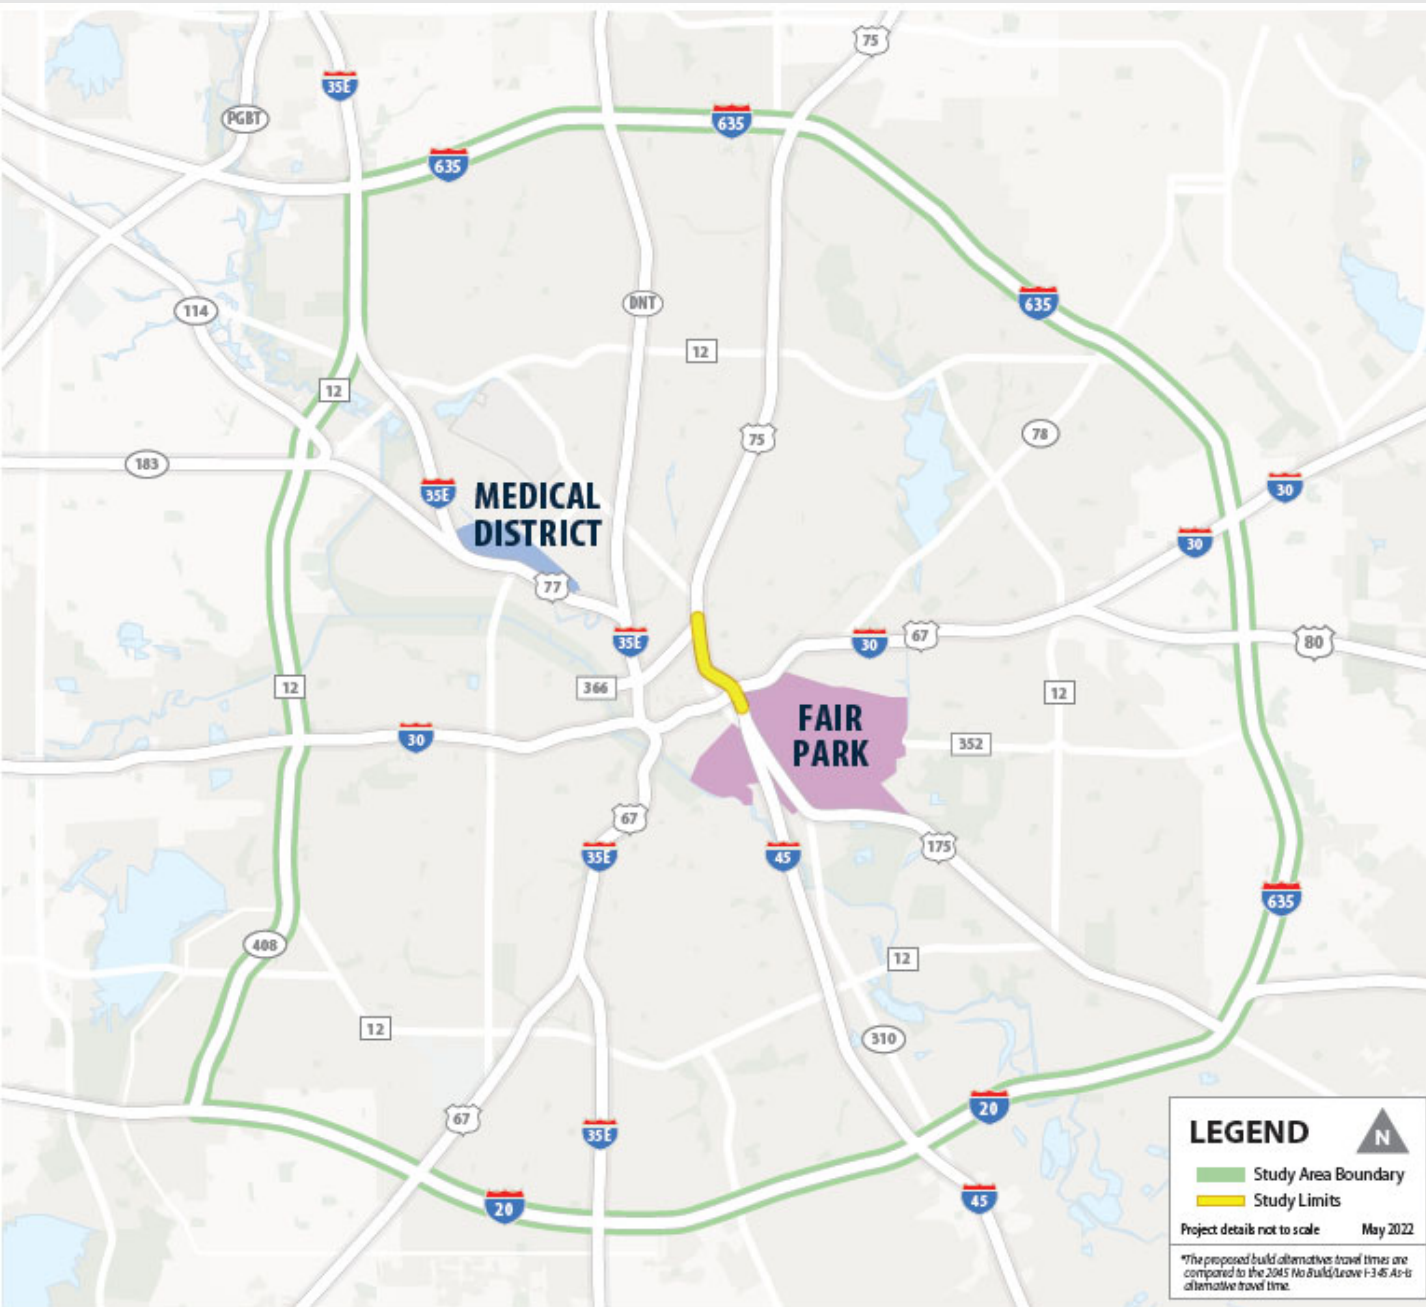 75
35E
PGBT
635
635
635
DNT
114
12
12
75
78
183
35E
30
MEDICAL
DISTRICT
30
77
35E
30
67
80
366
12
12
FAIR
PARK
30
352
67
35E
45
175
635
408
12
12
310
67
35E
20
20
45
LEGEND
N
Study Area Boundary
Study Limits
Project details not to scale May 2022
*The proposed build alternatives travel times are
compared to the 2045 No Build/Leave I-345 As-Is
alternative travel time.